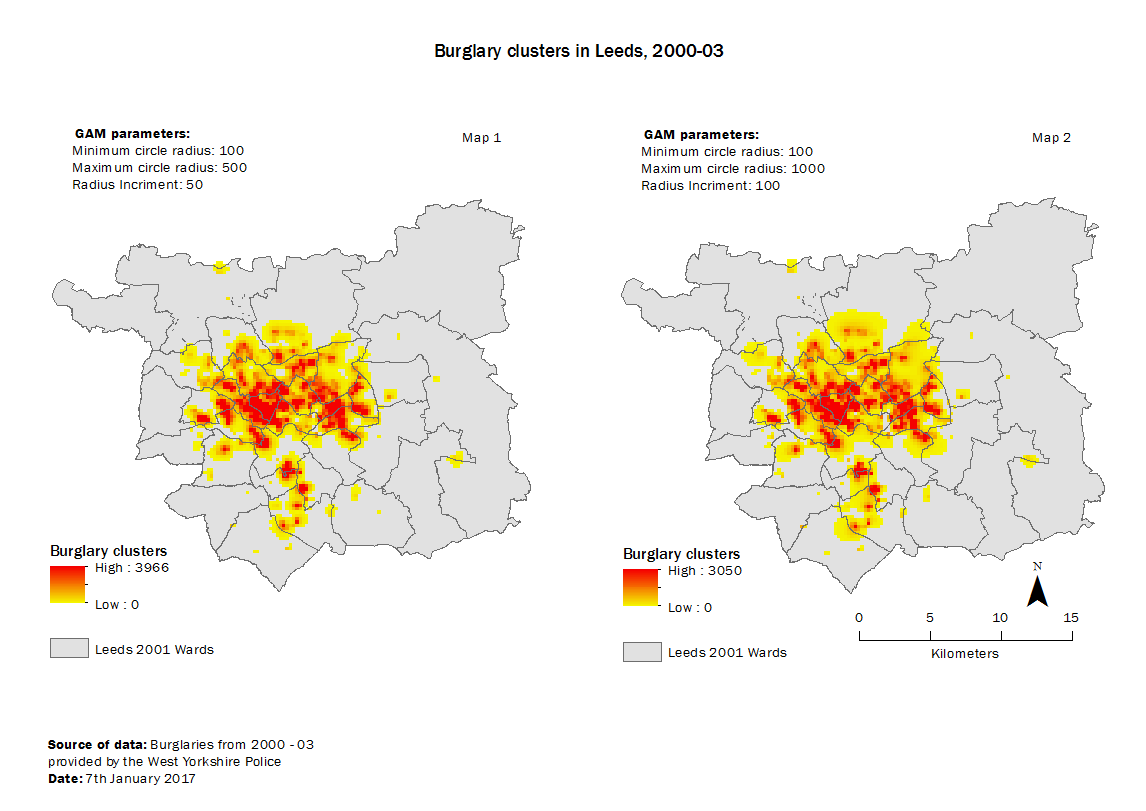 Burglary clusters in Leeds, 2000-03
GAM parameters:
Minimum circle radius: 100
Maximum circle radius: 500
Radius Incriment: 50
Map 1
GAM parameters:
Minimum circle radius: 100
Maximum circle radius: 1000
Radius Incriment: 100
Map 2
Burglary clusters
High : 3966
Low : 0
Leeds 2001 Wards
Burglary clusters
High : 3050
Low : 0
Leeds 2001 Wards
N
0 5 10 15
Kilometers
Source of data: Burglaries from 2000 - 03
provided by the West Yorkshire Police
Date: 7th January 2017